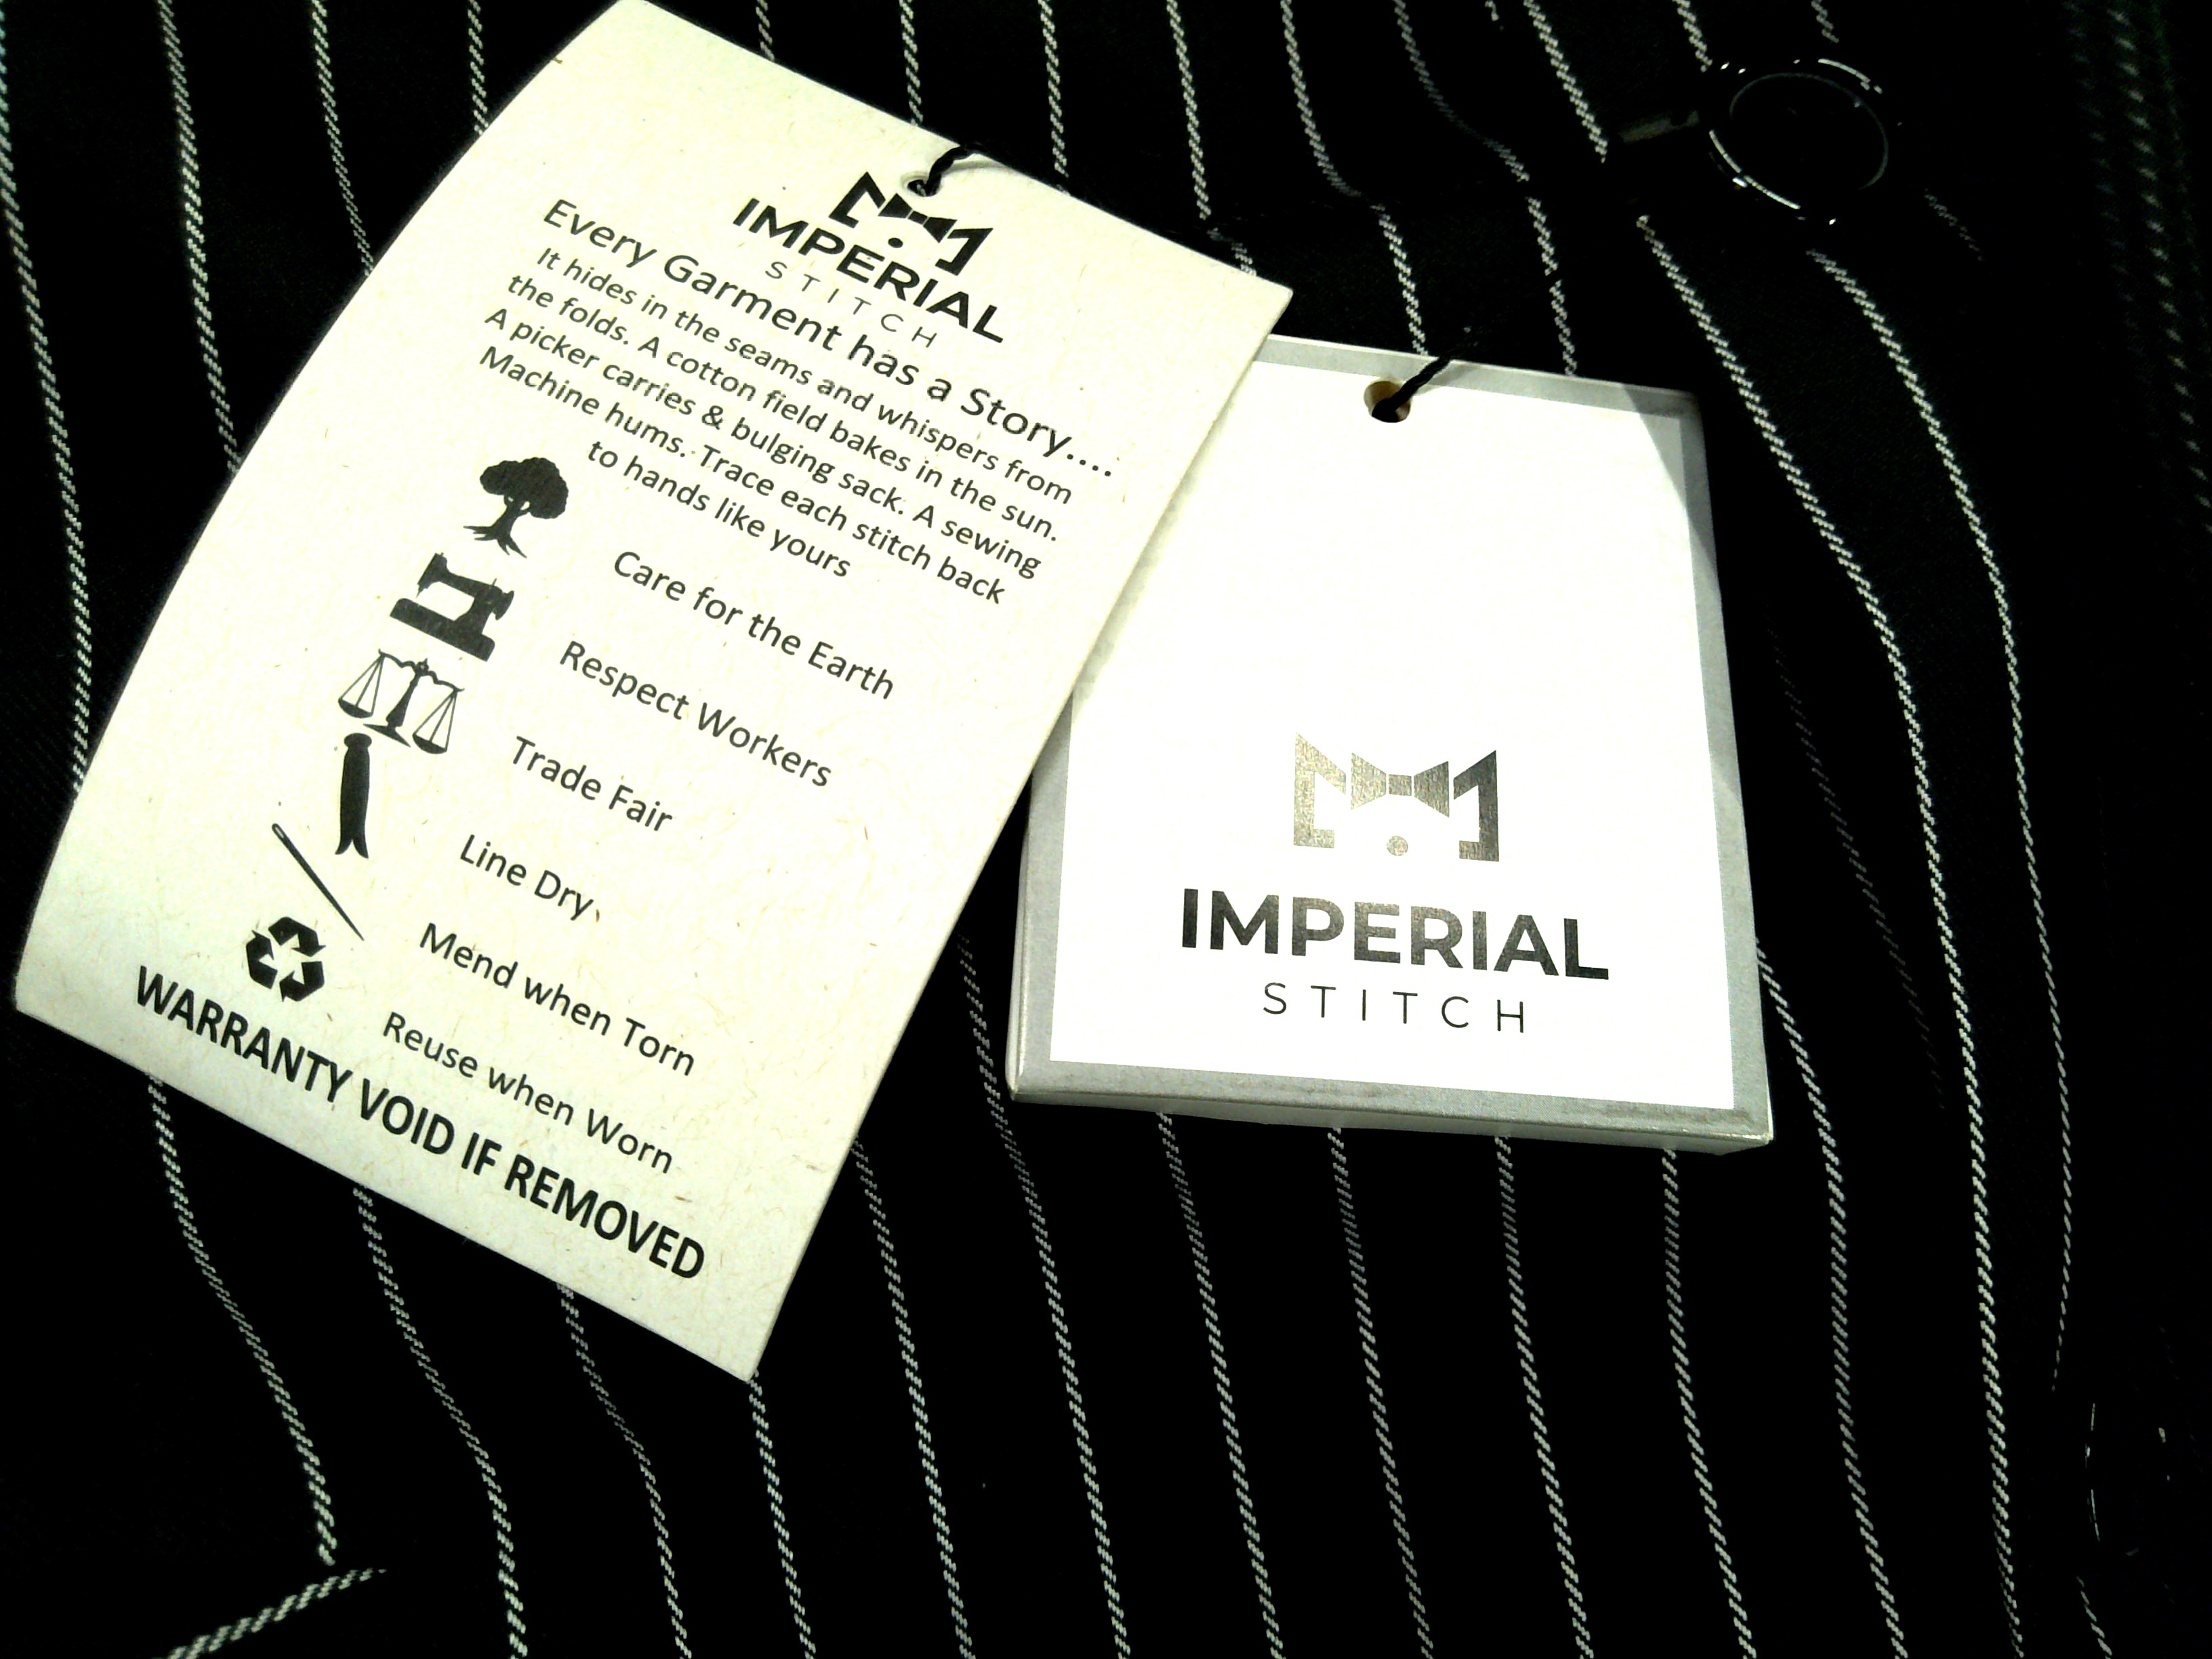 IMPERIAL
STITCH
Every Garment has a Story....
It hides in the seams and whispers from
the folds. A cotton field bakes in the sun.
A picker carries & bulging sack. A sewing
Machine hums. Trace each stitch back
to hands like yours
Care for the Earth
Respect Workers
Trade Fair
Line Dry
Mend when Torn
Reuse when Worn
WARRANTY VOID IF REMOVED
IMPERIAL
STITCH